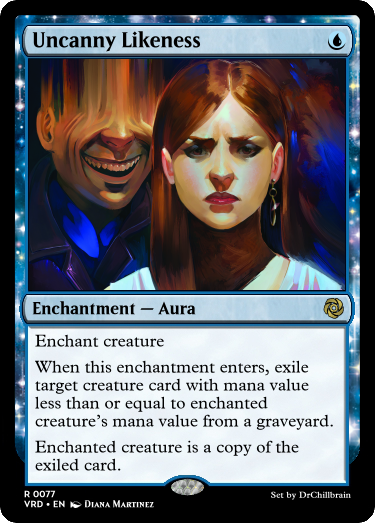 Uncanny Likeness
Enchantment — Aura
Enchant creature
When this enchantment enters, exile
target creature card with mana value
less than or equal to enchanted
creature's mana value from a graveyard.
Enchanted creature is a copy of the
exiled card.
R 0077
VRD • EN Diana Martinez
Set by DrChillbrain